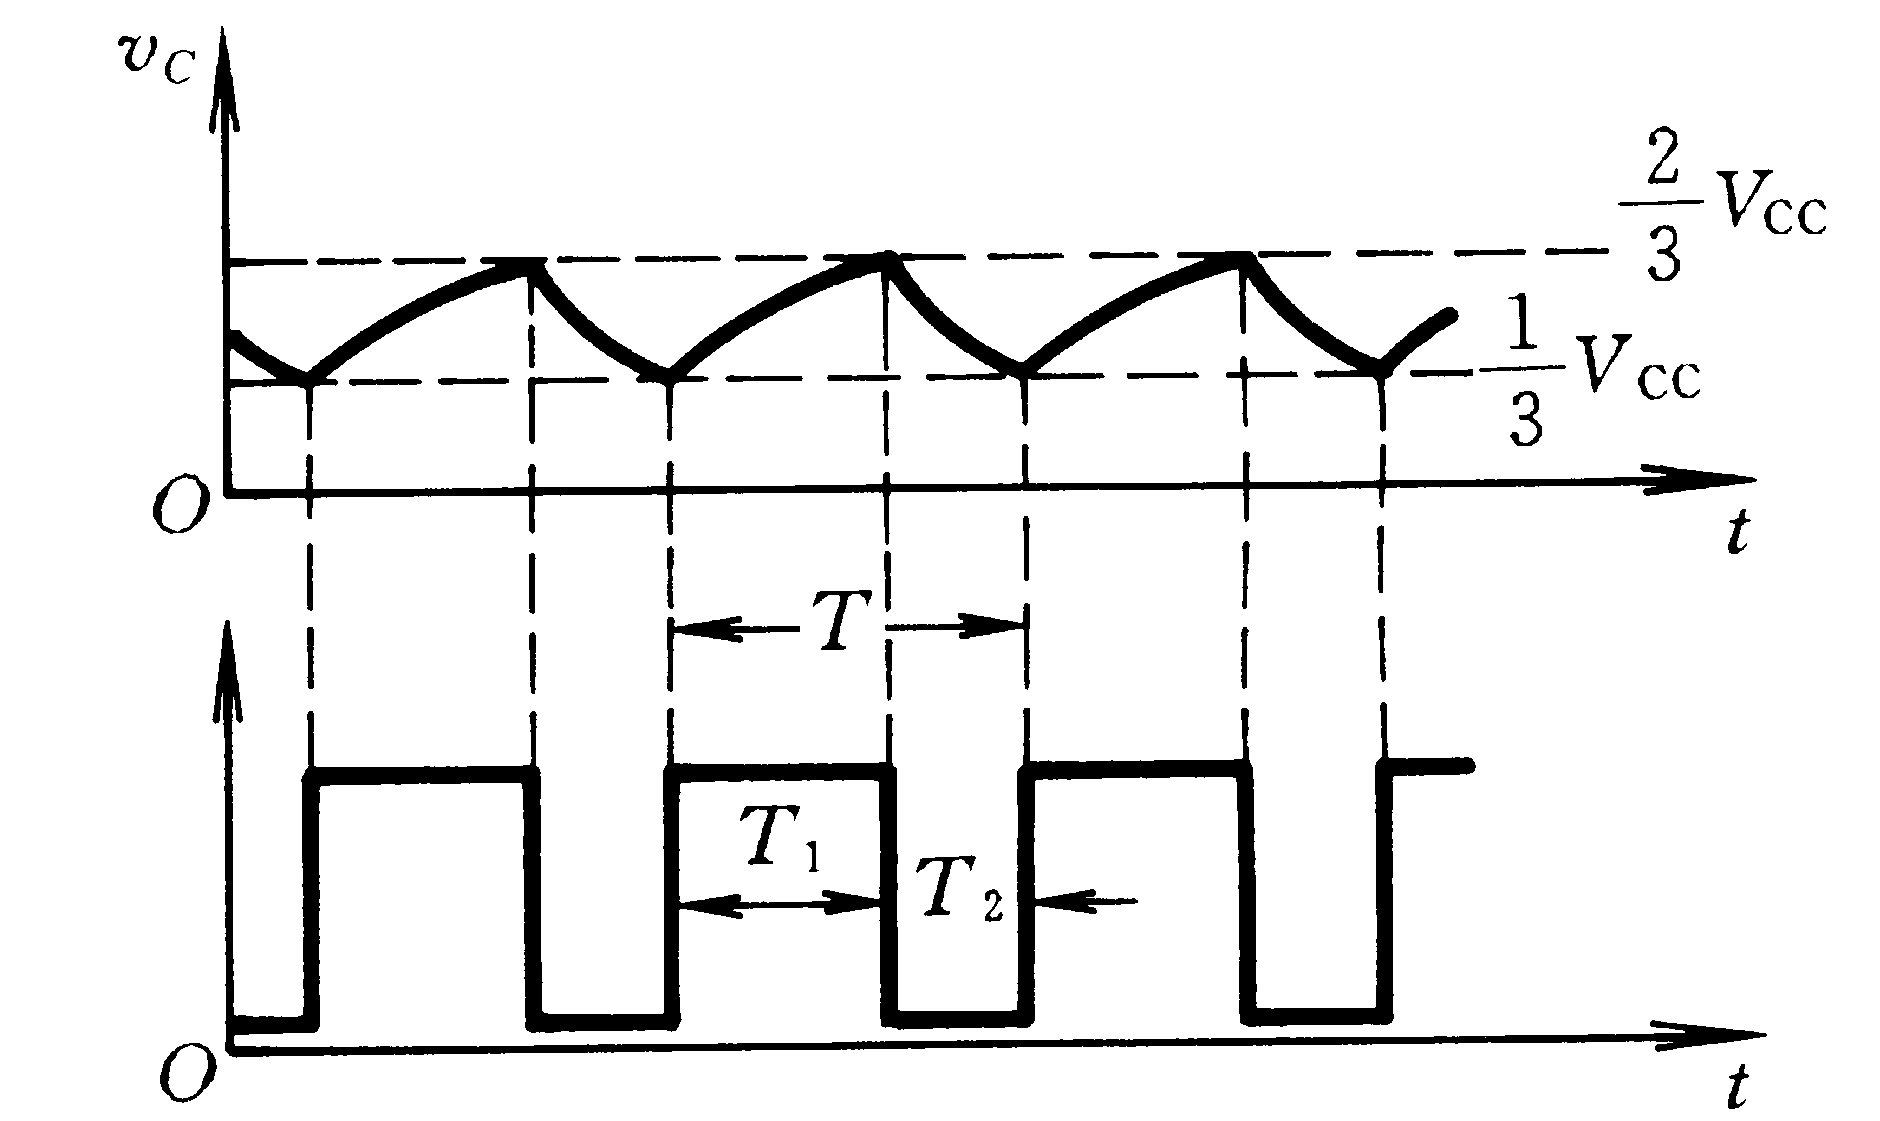 v_C
2/3 V_CC
1/3 V_CC
O
t
T
T_1
T_2
O
t